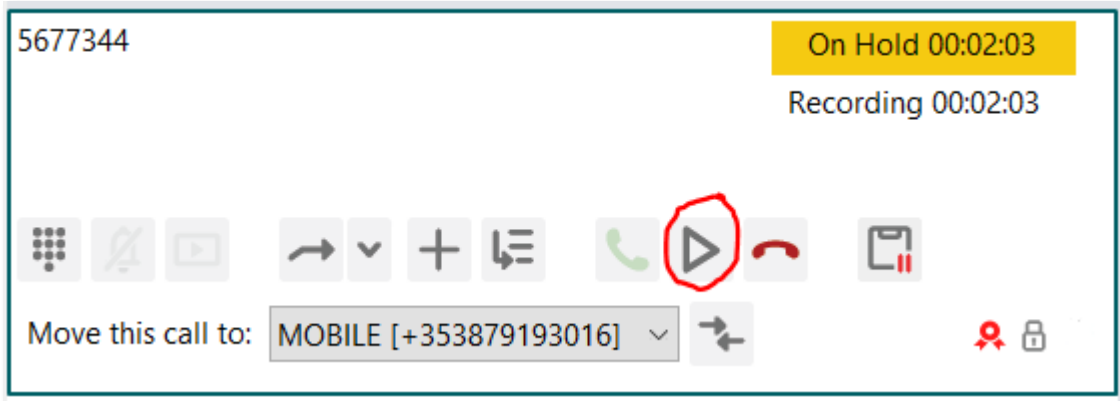 5677344
On Hold 00:02:03
Recording 00:02:03
Move this call to: MOBILE [+353879193016]